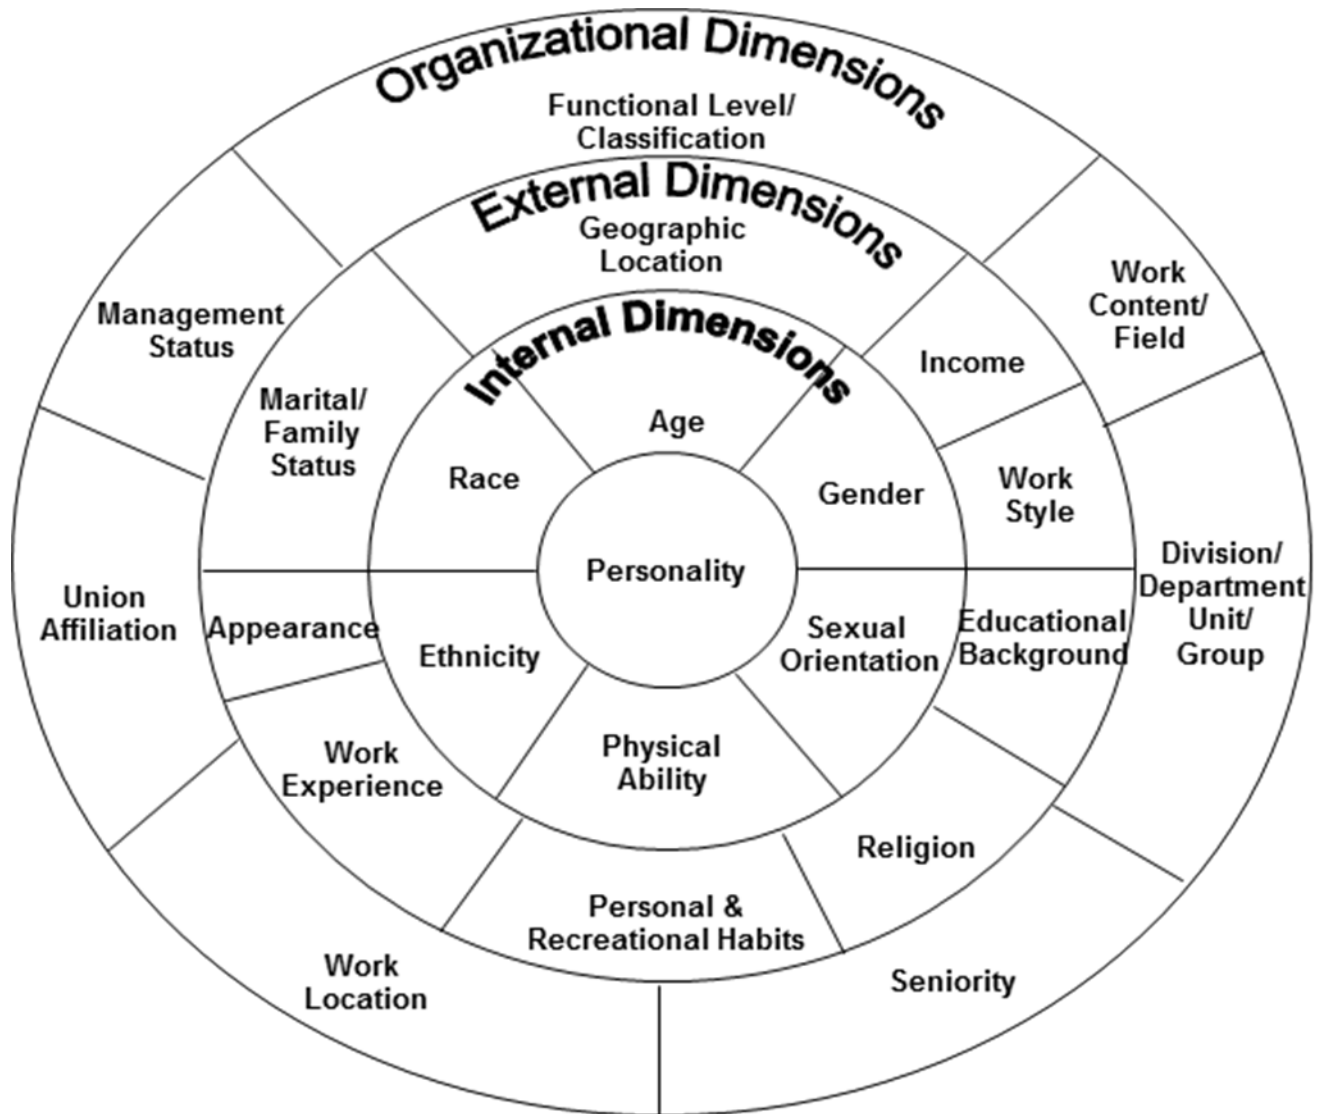 Organizational Dimensions
Functional Level/
Classification
External Dimensions
Geographic
Location
Internal Dimensions
Age
Work
Content/
Field
Management
Status
Income
Marital/
Family
Status
Race
Gender
Work
Style
Personality
Division/
Department
Unit/
Group
Union
Affiliation
Appearance
Ethnicity
Sexual
Orientation
Educational
Background
Physical
Ability
Work
Experience
Religion
Personal &
Recreational Habits
Work
Location
Seniority